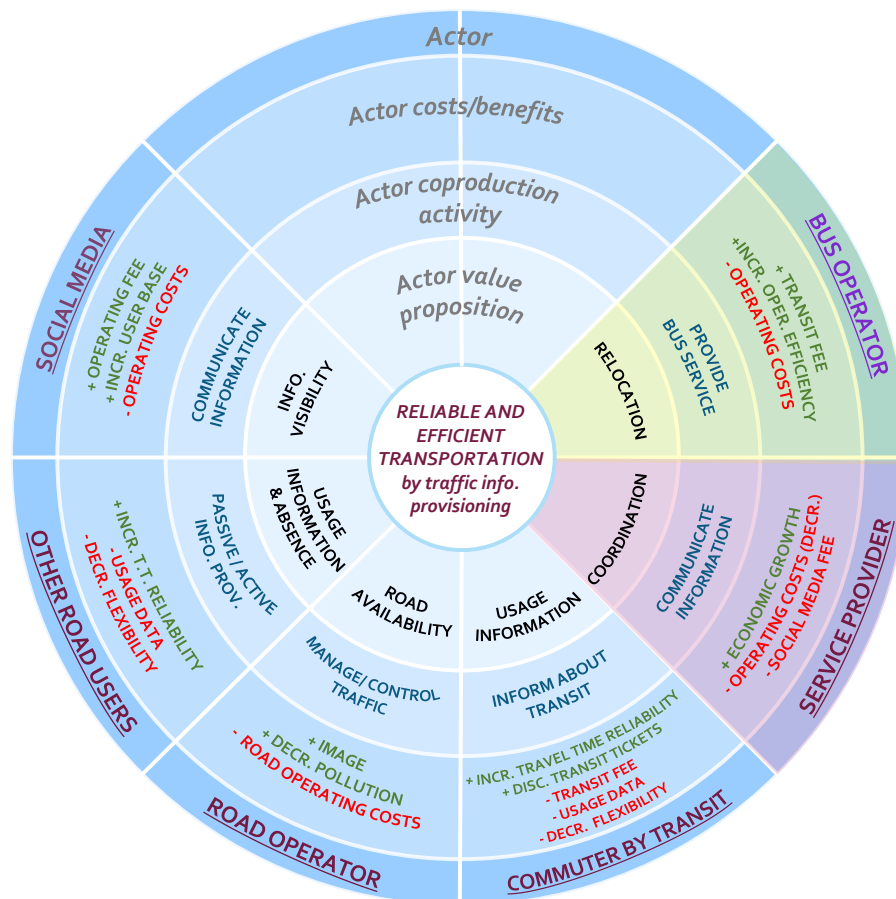 Actor
Actor costs/benefits
Actor coproduction
activity
Actor value
proposition
RELIABLE AND
EFFICIENT
TRANSPORTATION
by traffic info.
provisioning
BUS OPERATOR
+ TRANSIT FEE
+INCR. OPER. EFFICIENCY
- OPERATING COSTS
PROVIDE
BUS SERVICE
RELOCATION
SERVICE PROVIDER
+ ECONOMIC GROWTH
- OPERATING COSTS (DECR.)
- SOCIAL MEDIA FEE
COMMUNICATE
INFORMATION
COORDINATION
COMMUTER BY TRANSIT
+ INCR. TRAVEL TIME RELIABILITY
+ DISC. TRANSIT TICKETS
- TRANSIT FEE
- USAGE DATA
- DECR. FLEXIBILITY
INFORM ABOUT
TRANSIT
USAGE
INFORMATION
ROAD OPERATOR
+ IMAGE
+ DECR. POLLUTION
- ROAD OPERATING COSTS
MANAGE/ CONTROL
TRAFFIC
ROAD
AVAILABILITY
OTHER ROAD USERS
+ INCR. T.T. RELIABILITY
- USAGE DATA
- DECR. FLEXIBILITY
PASSIVE / ACTIVE
INFO. PROV.
USAGE
INFORMATION
& ABSENCE
SOCIAL MEDIA
+ OPERATING FEE
+ INCR. USER BASE
- OPERATING COSTS
COMMUNICATE
INFORMATION
INFO.
VISIBILITY